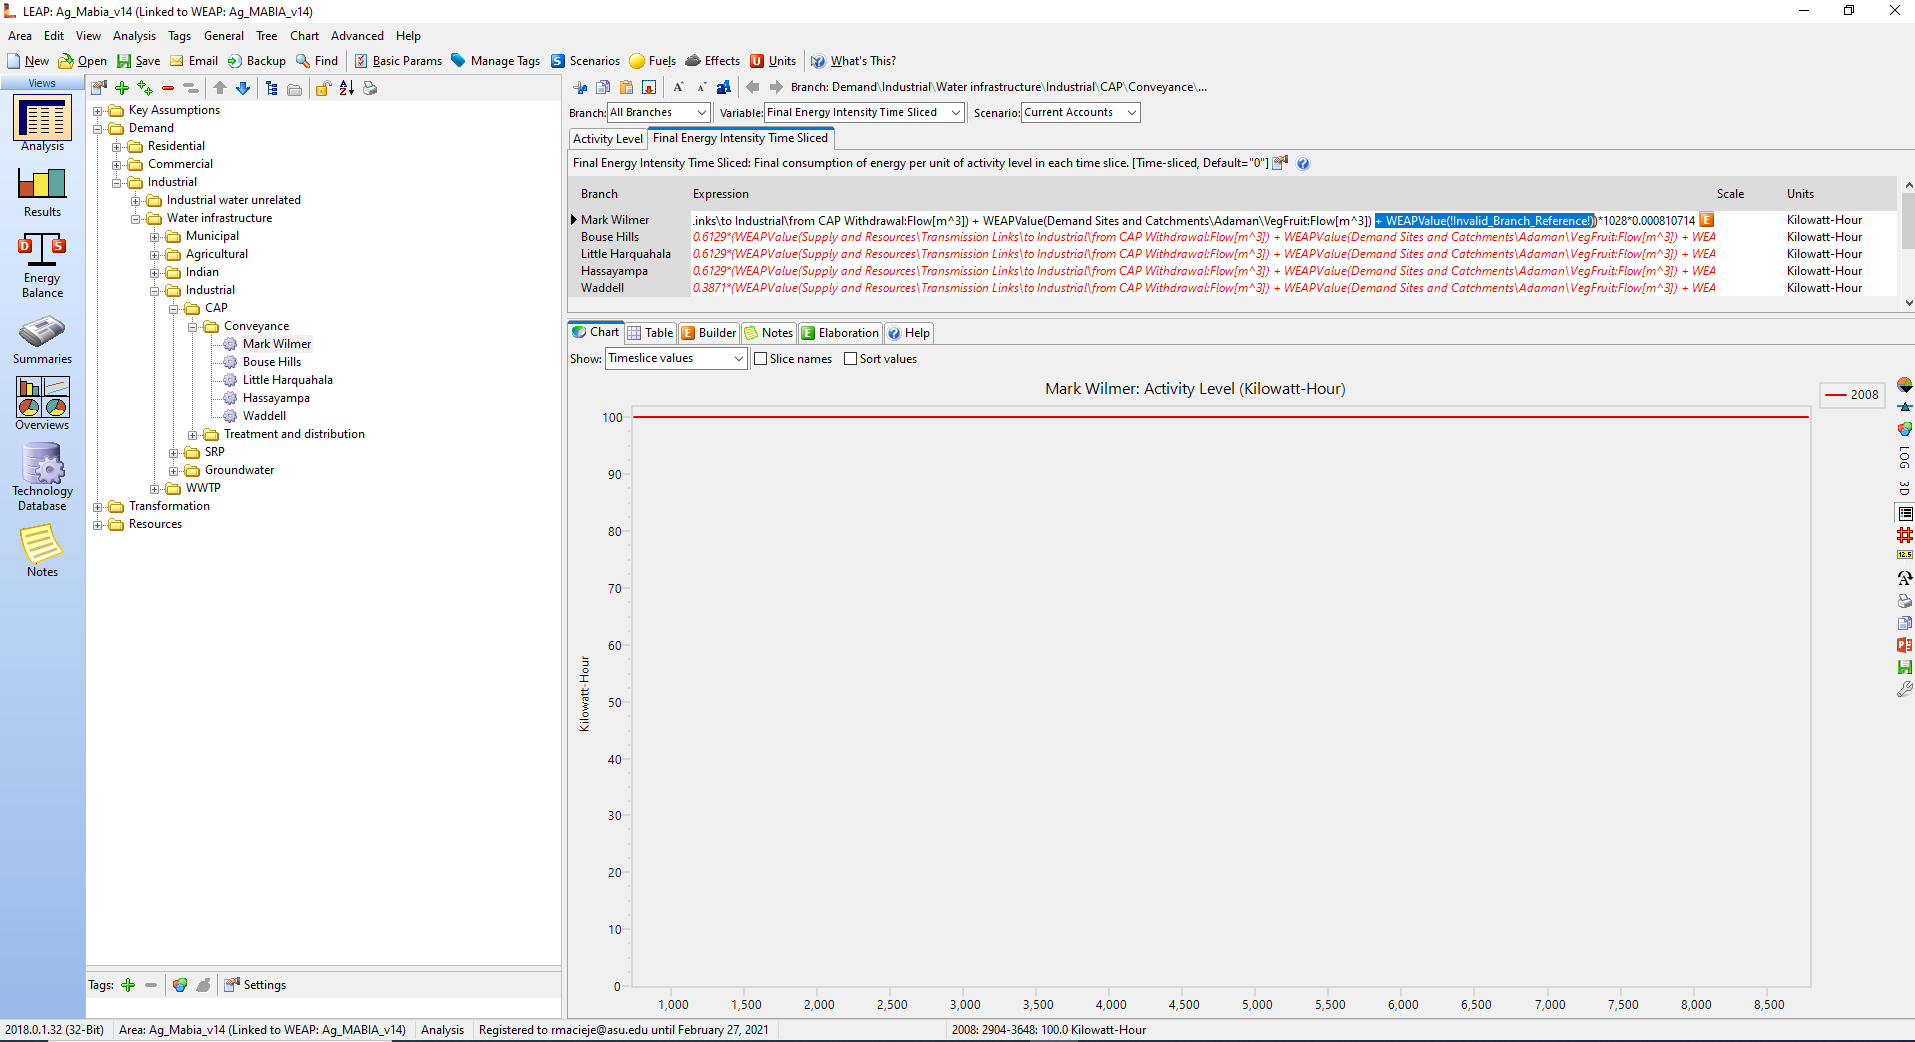 LEAP: Ag_Mabia_v14 (Linked to WEAP: Ag_MABIA_v14)
Area Edit View Analysis Tags General Tree Chart Advanced Help
New Open Save Email Backup Find Basic Params Manage Tags Scenarios Fuels Effects Units What's This?
Views
Analysis
Results
Energy
Balance
Summaries
Overviews
Technology
Database
Notes
Key Assumptions
Demand
Residential
Commercial
Industrial
Industrial water unrelated
Water infrastructure
Municipal
Agricultural
Indian
Industrial
CAP
Conveyance
Mark Wilmer
Bouse Hills
Little Harquahala
Hassayampa
Waddell
Treatment and distribution
SRP
Groundwater
WWTP
Transformation
Resources
Tags: Settings
Branch: Demand\Industrial\Water infrastructure\Industrial\CAP\Conveyance\...
Branch: All Branches Variable: Final Energy Intensity Time Sliced Scenario: Current Accounts
Activity Level Final Energy Intensity Time Sliced
Final Energy Intensity Time Sliced: Final consumption of energy per unit of activity level in each time slice. [Time-sliced, Default="0"]
Branch Expression Scale Units
Mark Wilmer .inks\to Industrial\from CAP Withdrawal:Flow[m^3]) + WEAPValue(Demand Sites and Catchments\Adaman\VegFruit:Flow[m^3]) + WEAPValue(!Invalid_Branch_Reference!))*1028*0.000810714 E Kilowatt-Hour
Bouse Hills 0.6129*(WEAPValue(Supply and Resources\Transmission Links\to Industrial\from CAP Withdrawal:Flow[m^3]) + WEAPValue(Demand Sites and Catchments\Adaman\VegFruit:Flow[m^3]) + WEA Kilowatt-Hour
Little Harquahala 0.6129*(WEAPValue(Supply and Resources\Transmission Links\to Industrial\from CAP Withdrawal:Flow[m^3]) + WEAPValue(Demand Sites and Catchments\Adaman\VegFruit:Flow[m^3]) + WEA Kilowatt-Hour
Hassayampa 0.6129*(WEAPValue(Supply and Resources\Transmission Links\to Industrial\from CAP Withdrawal:Flow[m^3]) + WEAPValue(Demand Sites and Catchments\Adaman\VegFruit:Flow[m^3]) + WEA Kilowatt-Hour
Waddell 0.3871*(WEAPValue(Supply and Resources\Transmission Links\to Industrial\from CAP Withdrawal:Flow[m^3]) + WEAPValue(Demand Sites and Catchments\Adaman\VegFruit:Flow[m^3]) + WEA Kilowatt-Hour
Chart Table Builder Notes Elaboration Help
Show: Timeslice values Slice names Sort values
Mark Wilmer: Activity Level (Kilowatt-Hour)
2008
Kilowatt-Hour
100
90
80
70
60
50
40
30
20
10
0
1,000 1,500 2,000 2,500 3,000 3,500 4,000 4,500 5,000 5,500 6,000 6,500 7,000 7,500 8,000 8,500
LOG
3D
12.5
2018.0.1.32 (32-Bit) Area: Ag_Mabia_v14 (Linked to WEAP: Ag_MABIA_v14) Analysis Registered to rmacieje@asu.edu until February 27, 2021 2008: 2904-3648: 100.0 Kilowatt-Hour